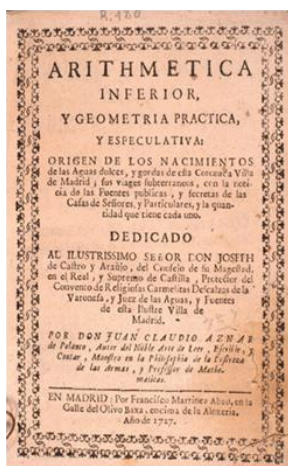 R. 180
ARITHMETICA
INFERIOR,
Y GEOMETRIA PRACTICA,
Y ESPECULATIVA:
ORIGEN DE LOS NACIMIENTOS
de las Aguas dulces, y gordas de esta Coronada Villa
de Madrid; sus viages subterraneos, con la noti-
cia de las Fuentes publicas, y secretas de las
Casas de Señores, y Particulares, y la quan-
tidad que tiene cada uno.
DEDICADO
AL ILUSTRISSIMO SEÑOR DON JOSEPH
de Castro y Araùjo, del Consejo de su Magestad,
en el Real, y Supremo de Castilla, Protector del
Convento de Religiosas Carmelitas Descalzas de la
Baronesa, y Juez de las Aguas, y Fuentes
de esta Ilustre Villa de
Madrid.
POR DON JUAN CLAUDIO AZNAR
de Polanco, Autor del Noble Arte de Leer, Escribir, y
Contar, Maestro en la Philosophia de la Destreza
de las Armas, y Professor de Mathe-
maticas.
EN MADRID: Por Francisco Martinez Abad, en la
Calle del Olivo Baxa, encima de la
Año de 1727.